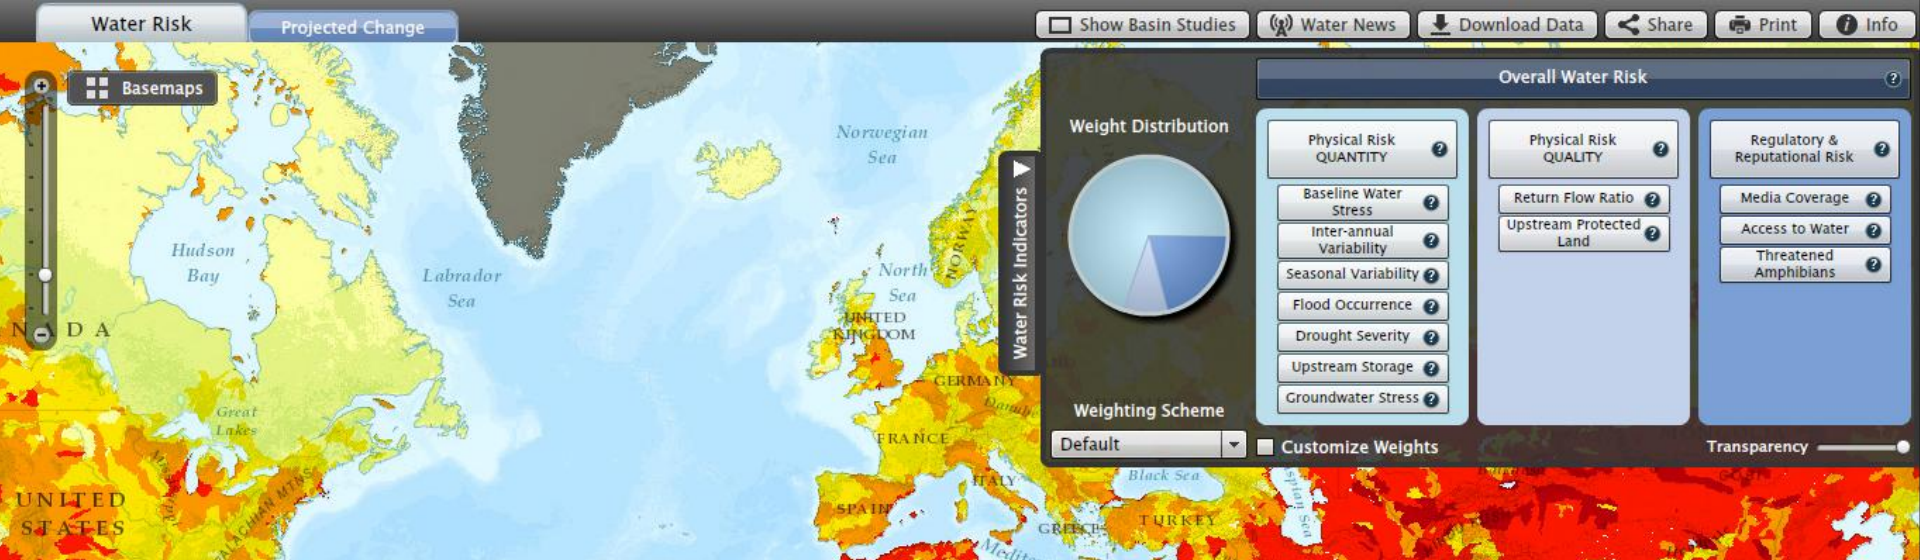 Water Risk
Projected Change
Show Basin Studies
Water News
Download Data
Share
Print
Info
Basemaps
Norwegian
Sea
Hudson
Bay
Labrador
Sea
North
Sea
NORWAY
UNITED
KINGDOM
NADA
GERMANY
Danube
Great
Lakes
FRANCE
ITALY
Black Sea
SPAIN
GREECE
TURKEY
UNITED
STATES
Water Risk Indicators
Weight Distribution
Weighting Scheme
Default
Overall Water Risk
Physical Risk
QUANTITY
Baseline Water
Stress
Inter-annual
Variability
Seasonal Variability
Flood Occurrence
Drought Severity
Upstream Storage
Groundwater Stress
Physical Risk
QUALITY
Return Flow Ratio
Upstream Protected
Land
Regulatory &
Reputational Risk
Media Coverage
Access to Water
Threatened
Amphibians
Customize Weights
Transparency